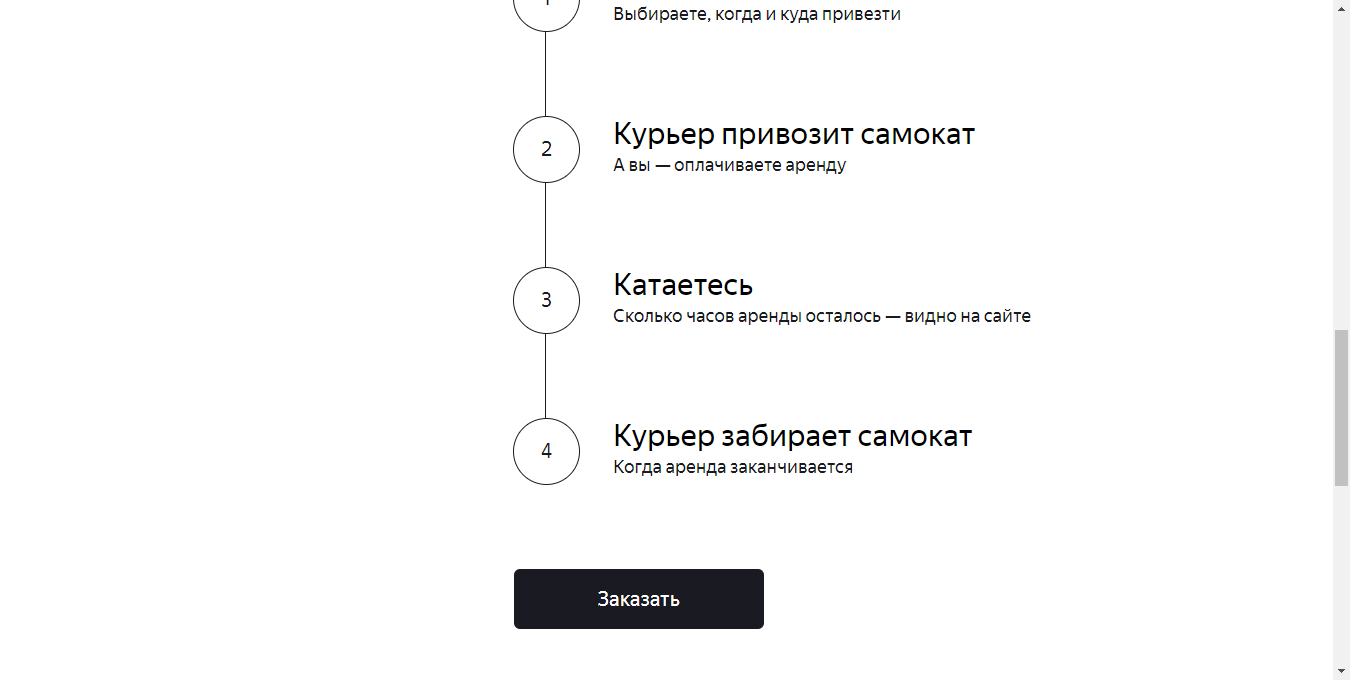 Выбираете, когда и куда привезти
2
Курьер привозит самокат
А вы — оплачиваете аренду
3
Катаетесь
Сколько часов аренды осталось — видно на сайте
4
Курьер забирает самокат
Когда аренда заканчивается
Заказать